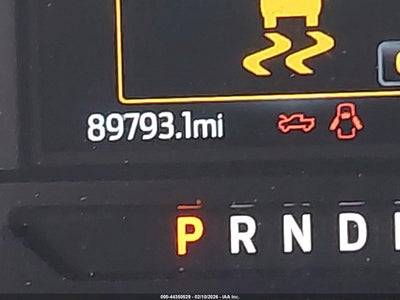 89793.1mi
P R N D
000-44350529 - 02/10/2026 - IAA Inc.